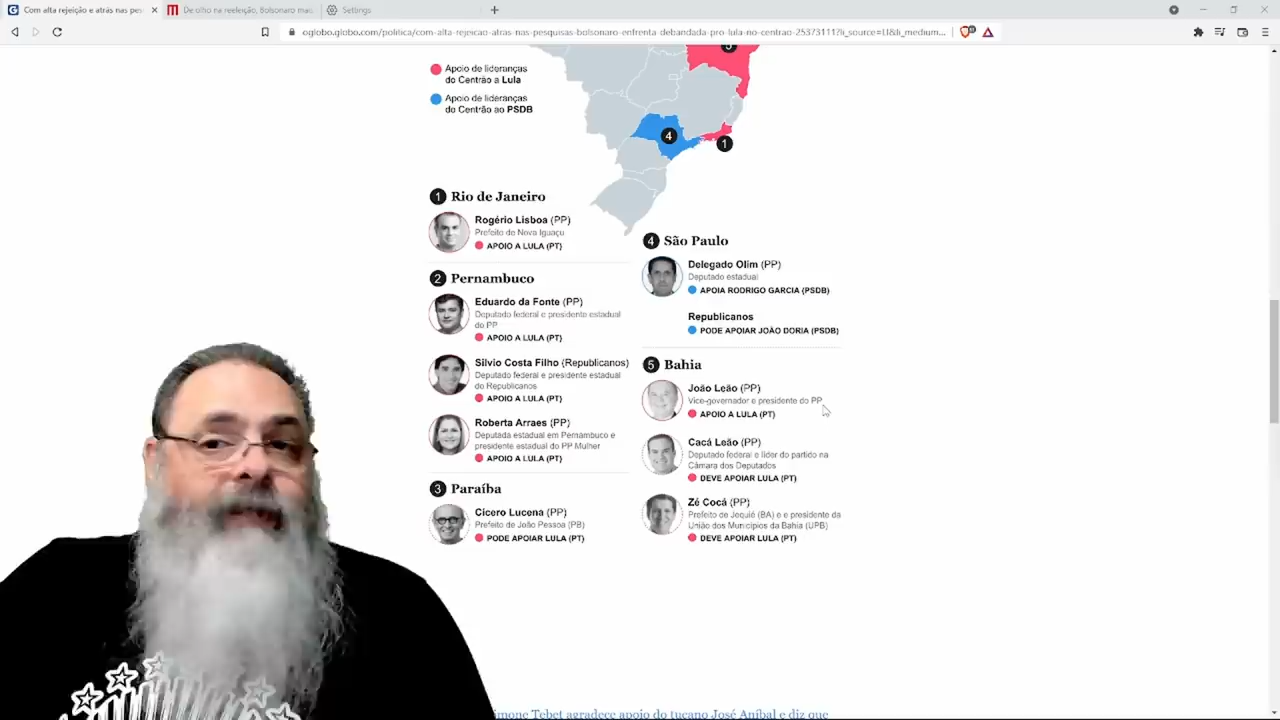 Com alta rejeição e atrás nas pes
De olho na reeleição, Bolsonaro mais
Settings
oglobo.globo.com/politica/com-alta-rejeicao-atras-nas-pesquisas-bolsonaro-enfrenta-debandada-pro-lula-no-centrao-25373111?li_source=LI&li_medium...
Apoio de lideranças
do Centrão a Lula
Apoio de lideranças
do Centrão ao PSDB
5
4
1
1 Rio de Janeiro
Rogério Lisboa (PP)
Prefeito de Nova Iguaçu
APOIO A LULA (PT)
2 Pernambuco
Eduardo da Fonte (PP)
Deputado federal e presidente estadual
do PP
APOIO A LULA (PT)
Silvio Costa Filho (Republicanos)
Deputado federal e presidente estadual
do Republicanos
APOIO A LULA (PT)
Roberta Arraes (PP)
Deputada estadual em Pernambuco e
presidente estadual do PP Mulher
APOIO A LULA (PT)
3 Paraíba
Cícero Lucena (PP)
Prefeito de João Pessoa (PB)
PODE APOIAR LULA (PT)
4 São Paulo
Delegado Olim (PP)
Deputado estadual
APOIA RODRIGO GARCIA (PSDB)
Republicanos
PODE APOIAR JOÃO DORIA (PSDB)
5 Bahia
João Leão (PP)
Vice-governador e presidente do PP
APOIO A LULA (PT)
Cacá Leão (PP)
Deputado federal e líder do partido na
Câmara dos Deputados
DEVE APOIAR LULA (PT)
Zé Cocá (PP)
Prefeito de Jequié (BA) e e presidente da
União dos Municípios da Bahia (UPB)
DEVE APOIAR LULA (PT)
imone Tebet agradece apoio do tucano José Aníbal e diz que